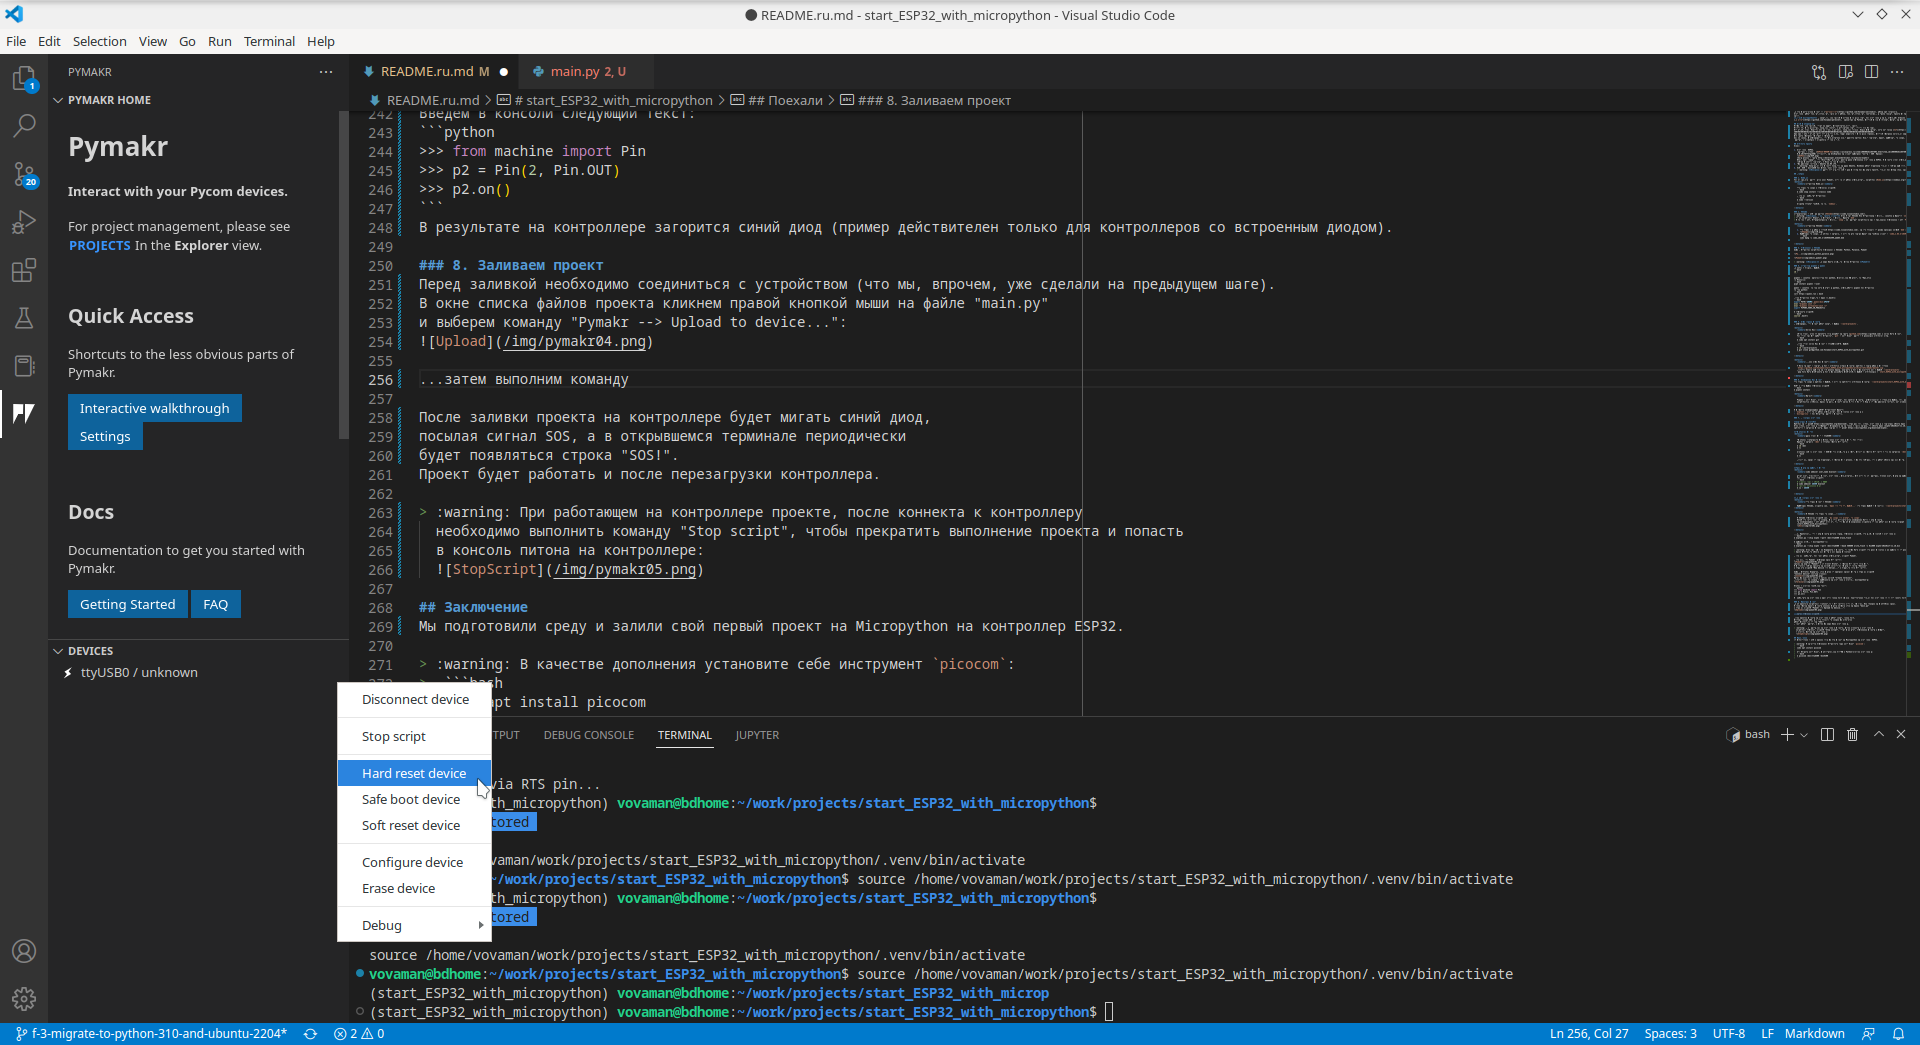 README.ru.md - start_ESP32_with_micropython - Visual Studio Code
File Edit Selection View Go Run Terminal Help
PYMAKR
PYMAKR HOME
Pymakr
Interact with your Pycom devices.
For project management, please see
PROJECTS In the Explorer view.
Quick Access
Shortcuts to the less obvious parts of
Pymakr.
Interactive walkthrough
Settings
Docs
Documentation to get you started with
Pymakr.
Getting Started FAQ
DEVICES
ttyUSB0 / unknown
1
20
README.ru.md M
main.py 2, U
README.ru.md > # start_ESP32_with_micropython > ## Поехали > ### 8. Заливаем проект
242 Введем в консоли следующий текст:
243 ```python
244 >>> from machine import Pin
245 >>> p2 = Pin(2, Pin.OUT)
246 >>> p2.on()
247 ```
248 В результате на контроллере загорится синий диод (пример действителен только для контроллеров со встроенным диодом).
249
250 ### 8. Заливаем проект
251 Перед заливкой необходимо соединиться с устройством (что мы, впрочем, уже сделали на предыдущем шаге).
252 В окне списка файлов проекта кликнем правой кнопкой мыши на файле "main.py"
253 и выберем команду "Pymakr --> Upload to device...":
254 ![Upload](/img/pymakr04.png)
255
256 ...затем выполним команду
257
258 После заливки проекта на контроллере будет мигать синий диод,
259 посылая сигнал SOS, а в открывшемся терминале периодически
260 будет появляться строка "SOS!".
261 Проект будет работать и после перезагрузки контроллера.
262
263 > :warning: При работающем на контроллере проекте, после коннекта к контроллеру
264 необходимо выполнить команду "Stop script", чтобы прекратить выполнение проекта и попасть
265 в консоль питона на контроллере:
266 ![StopScript](/img/pymakr05.png)
267
268 ## Заключение
269 Мы подготовили среду и залили свой первый проект на Micropython на контроллер ESP32.
270
271 > :warning: В качестве дополнения установите себе инструмент `picocom`:
pt install picocom
Disconnect device
Stop script
Hard reset device
Safe boot device
Soft reset device
Configure device
Erase device
Debug
TPUT DEBUG CONSOLE TERMINAL JUPYTER
bash
via RTS pin...
th_micropython) vovaman@bdhome:~/work/projects/start_ESP32_with_micropython$
tored
vaman/work/projects/start_ESP32_with_micropython/.venv/bin/activate
~/work/projects/start_ESP32_with_micropython$ source /home/vovaman/work/projects/start_ESP32_with_micropython/.venv/bin/activate
th_micropython) vovaman@bdhome:~/work/projects/start_ESP32_with_micropython$
tored
source /home/vovaman/work/projects/start_ESP32_with_micropython/.venv/bin/activate
vovaman@bdhome:~/work/projects/start_ESP32_with_micropython$ source /home/vovaman/work/projects/start_ESP32_with_micropython/.venv/bin/activate
(start_ESP32_with_micropython) vovaman@bdhome:~/work/projects/start_ESP32_with_microp
(start_ESP32_with_micropython) vovaman@bdhome:~/work/projects/start_ESP32_with_micropython$
f-3-migrate-to-python-310-and-ubuntu-2204* 2 0 Ln 256, Col 27 Spaces: 3 UTF-8 LF Markdown